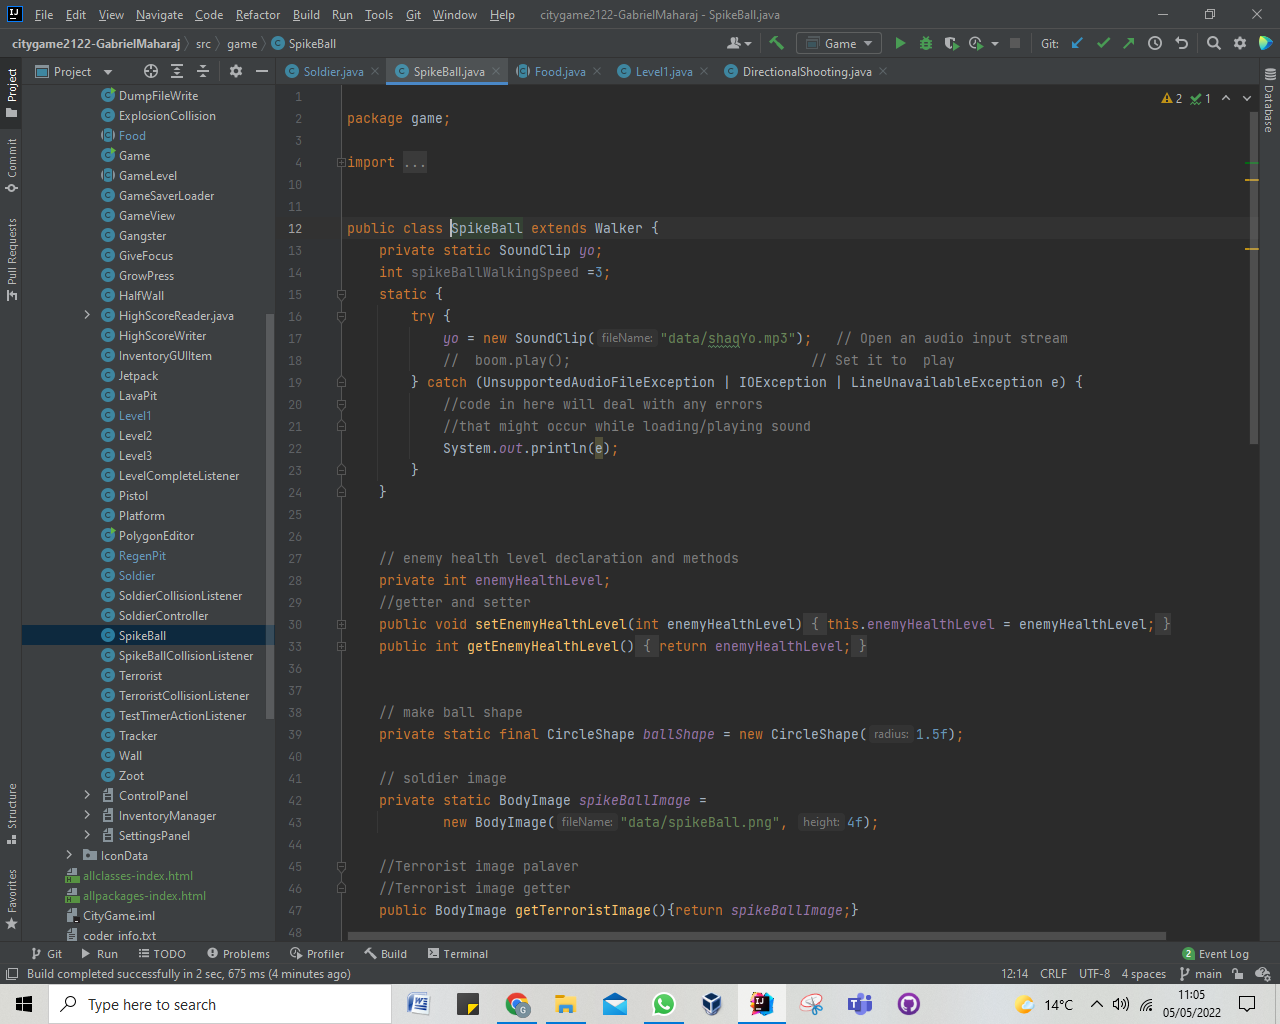 File Edit View Navigate Code Refactor Build Run Tools Git Window Help citygame2122-GabrielMaharaj - SpikeBall.java
citygame2122-GabrielMaharaj src game SpikeBall Game Git:
Project Soldier.java SpikeBall.java Food.java Level1.java DirectionalShooting.java
Project
Commit
Pull Requests
Structure
Favorites
Database
DumpFileWrite
ExplosionCollision
Food
Game
GameLevel
GameSaverLoader
GameView
Gangster
GiveFocus
GrowPress
HalfWall
HighScoreReader.java
HighScoreWriter
InventoryGUIItem
Jetpack
LavaPit
Level1
Level2
Level3
LevelCompleteListener
Pistol
Platform
PolygonEditor
RegenPit
Soldier
SoldierCollisionListener
SoldierController
SpikeBall
SpikeBallCollisionListener
Terrorist
TerroristCollisionListener
TestTimerActionListener
Tracker
Wall
Zoot
ControlPanel
InventoryManager
SettingsPanel
IconData
allclasses-index.html
allpackages-index.html
CityGame.iml
coder info.txt
2 1
1
2 package game;
3
4 import ...
10
11
12 public class SpikeBall extends Walker {
13 private static SoundClip yo;
14 int spikeBallWalkingSpeed =3;
15 static {
16 try {
17 yo = new SoundClip( fileName: "data/shaqYo.mp3"); // Open an audio input stream
18 // boom.play(); // Set it to play
19 } catch (UnsupportedAudioFileException | IOException | LineUnavailableException e) {
20 //code in here will deal with any errors
21 //that might occur while loading/playing sound
22 System.out.println(e);
23 }
24 }
25
26
27 // enemy health level declaration and methods
28 private int enemyHealthLevel;
29 //getter and setter
30 public void setEnemyHealthLevel(int enemyHealthLevel) { this.enemyHealthLevel = enemyHealthLevel; }
33 public int getEnemyHealthLevel() { return enemyHealthLevel; }
36
37
38 // make ball shape
39 private static final CircleShape ballShape = new CircleShape( radius: 1.5f);
40
41 // soldier image
42 private static BodyImage spikeBallImage =
43 new BodyImage( fileName: "data/spikeBall.png", height: 4f);
44
45 //Terrorist image palaver
46 //Terrorist image getter
47 public BodyImage getTerroristImage(){return spikeBallImage;}
48
Git Run TODO Problems Profiler Build Terminal 2 Event Log
Build completed successfully in 2 sec, 675 ms (4 minutes ago) 12:14 CRLF UTF-8 4 spaces main
Type here to search 14°C 11:05
05/05/2022